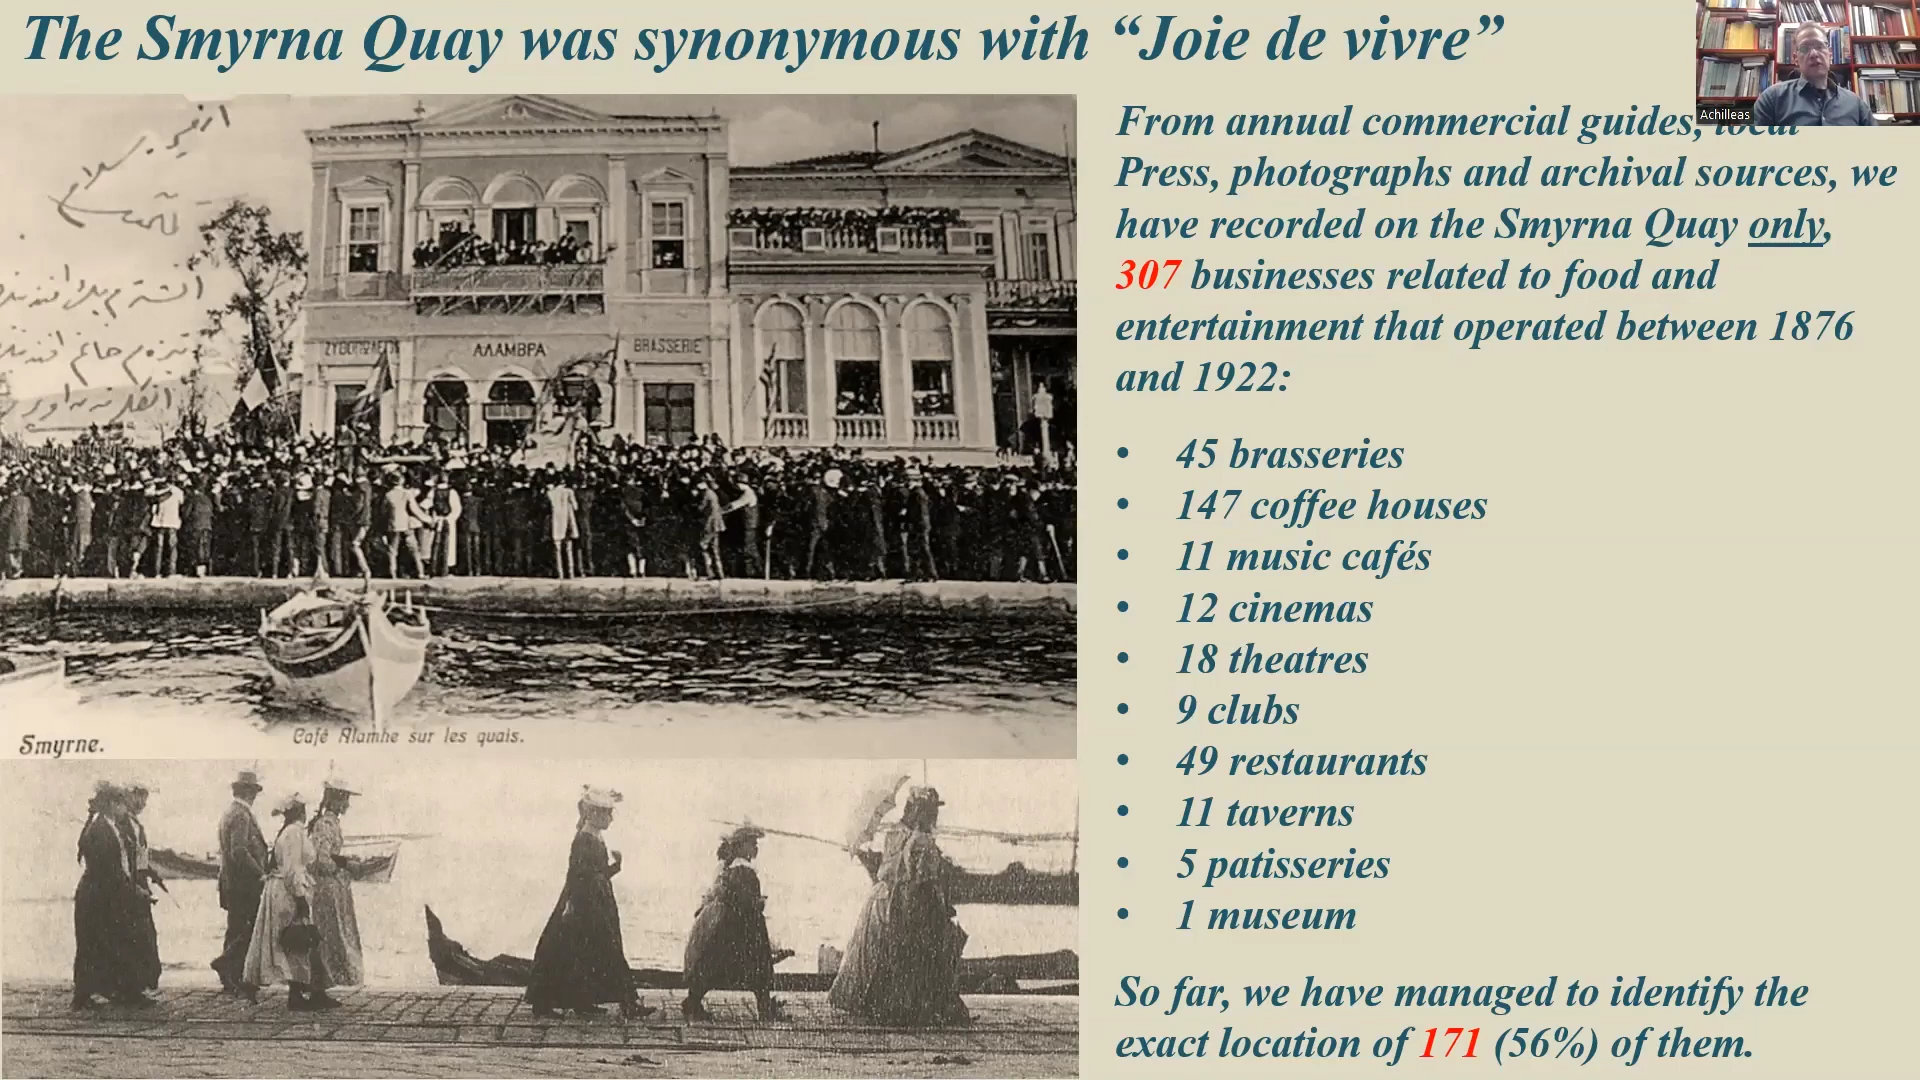 The Smyrna Quay was synonymous with “Joie de vivre”
Achilleas
From annual commercial guides, local
Press, photographs and archival sources, we
have recorded on the Smyrna Quay only,
307 businesses related to food and
entertainment that operated between 1876
and 1922:
• 45 brasseries
• 147 coffee houses
• 11 music cafés
• 12 cinemas
• 18 theatres
• 9 clubs
• 49 restaurants
• 11 taverns
• 5 patisseries
• 1 museum
So far, we have managed to identify the
exact location of 171 (56%) of them.
ΑΛΑΜΒΡΑ
BRASSERIE
Smyrne.
Café Alambe sur les quais.